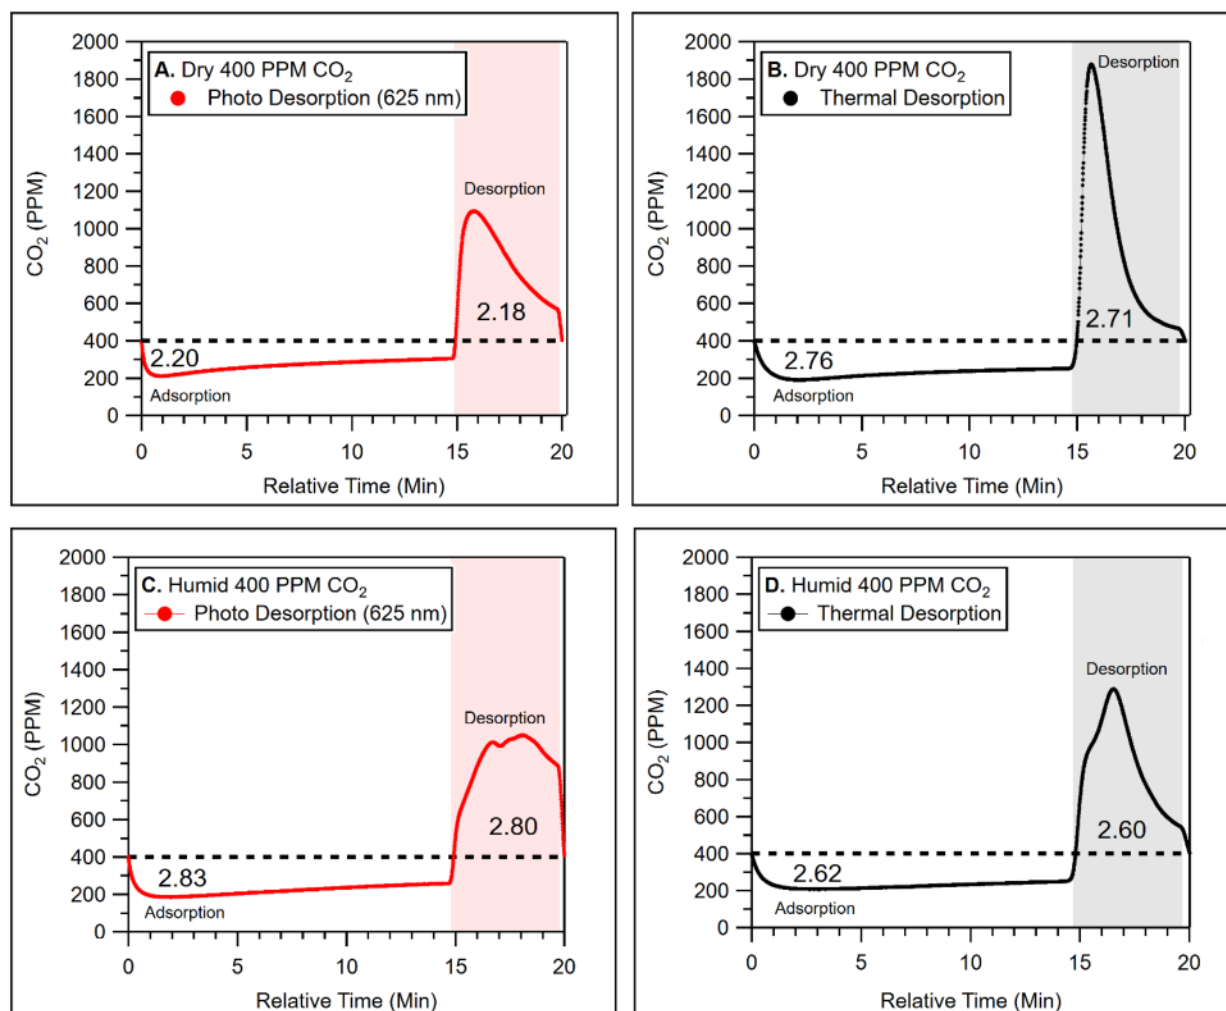 A. Dry 400 PPM CO₂
Photo Desorption (625 nm)
Desorption
2.18
2.20
Adsorption
CO₂ (PPM)
2000
1800
1600
1400
1200
1000
800
600
400
200
0
0 5 10 15 20
Relative Time (Min)
B. Dry 400 PPM CO₂
Thermal Desorption
Desorption
2.71
2.76
Adsorption
CO₂ (PPM)
2000
1800
1600
1400
1200
1000
800
600
400
200
0
0 5 10 15 20
Relative Time (Min)
C. Humid 400 PPM CO₂
Photo Desorption (625 nm)
Desorption
2.80
2.83
Adsorption
CO₂ (PPM)
2000
1800
1600
1400
1200
1000
800
600
400
200
0
0 5 10 15 20
Relative Time (Min)
D. Humid 400 PPM CO₂
Thermal Desorption
Desorption
2.60
2.62
Adsorption
CO₂ (PPM)
2000
1800
1600
1400
1200
1000
800
600
400
200
0
0 5 10 15 20
Relative Time (Min)